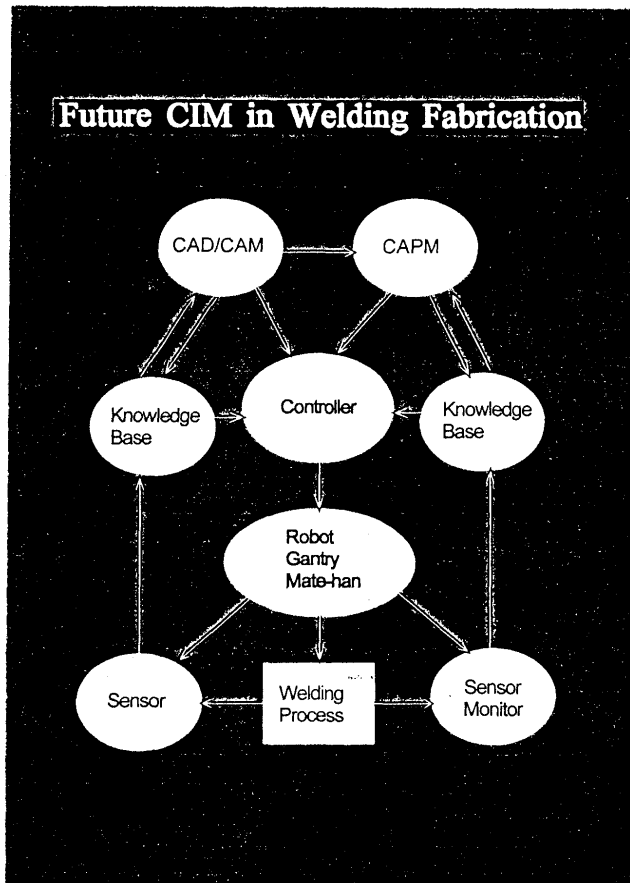 Future CIM in Welding Fabrication
CAD/CAM
CAPM
Knowledge
Base
Controller
Knowledge
Base
Robot
Gantry
Mate-han
Sensor
Welding
Process
Sensor
Monitor